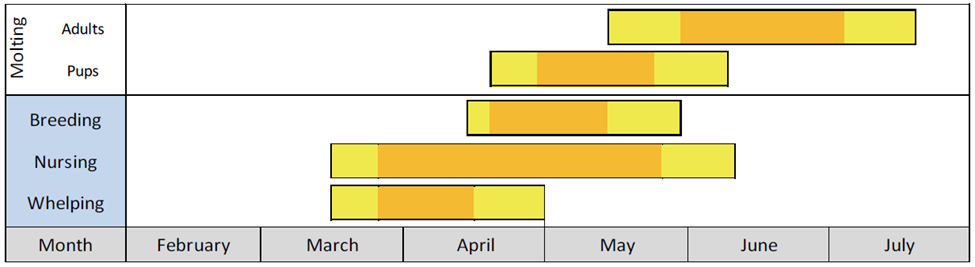 Molting
Adults
Pups
Breeding
Nursing
Whelping
Month February March April May June July